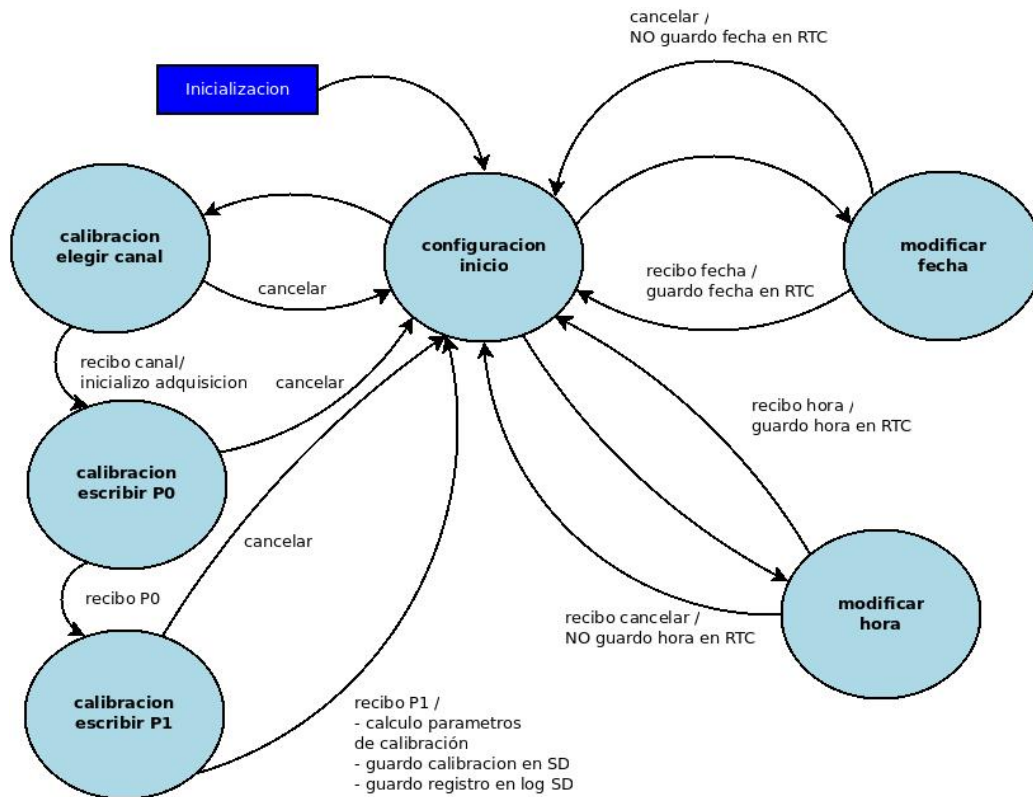 cancelar /
NO guardo fecha en RTC
Inicializacion
calibracion
elegir canal
configuracion
inicio
modificar
fecha
cancelar
recibo fecha /
guardo fecha en RTC
recibo canal/
inicializo adquisicion
cancelar
recibo hora /
guardo hora en RTC
calibracion
escribir P0
cancelar
recibo P0
recibo cancelar /
NO guardo hora en RTC
modificar
hora
calibracion
escribir P1
recibo P1 /
- calculo parametros
de calibración
- guardo calibracion en SD
- guardo registro en log SD